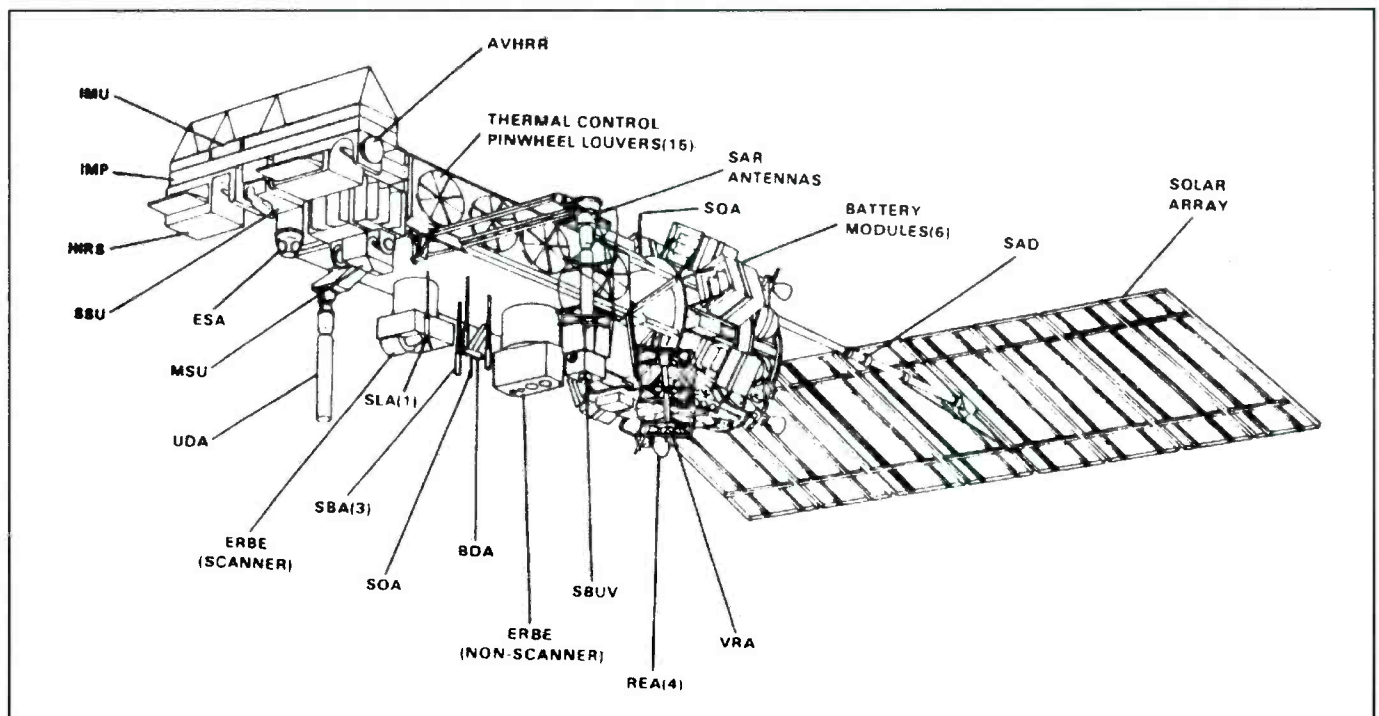 AVHRR
IMU
THERMAL CONTROL
PINWHEEL LOUVERS(15)
SAR
ANTENNAS
IMP
SOA
BATTERY
MODULES(6)
SOLAR
ARRAY
SAD
HIRS
SSU
ESA
MSU
SLA(1)
UDA
SBA(3)
BDA
ERBE
(SCANNER)
SOA
SBUV
ERBE
(NON-SCANNER)
VRA
REA(4)